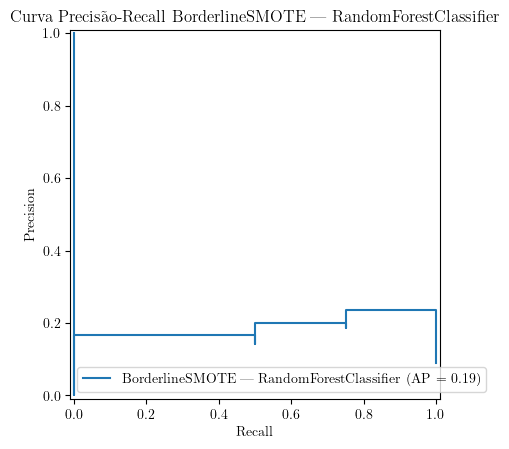 Curva Precisão-Recall BorderlineSMOTE — RandomForestClassifier
1.0
0.8
0.6
0.4
0.2
0.0
Precision
BorderlineSMOTE — RandomForestClassifier (AP = 0.19)
0.0 0.2 0.4 0.6 0.8 1.0
Recall